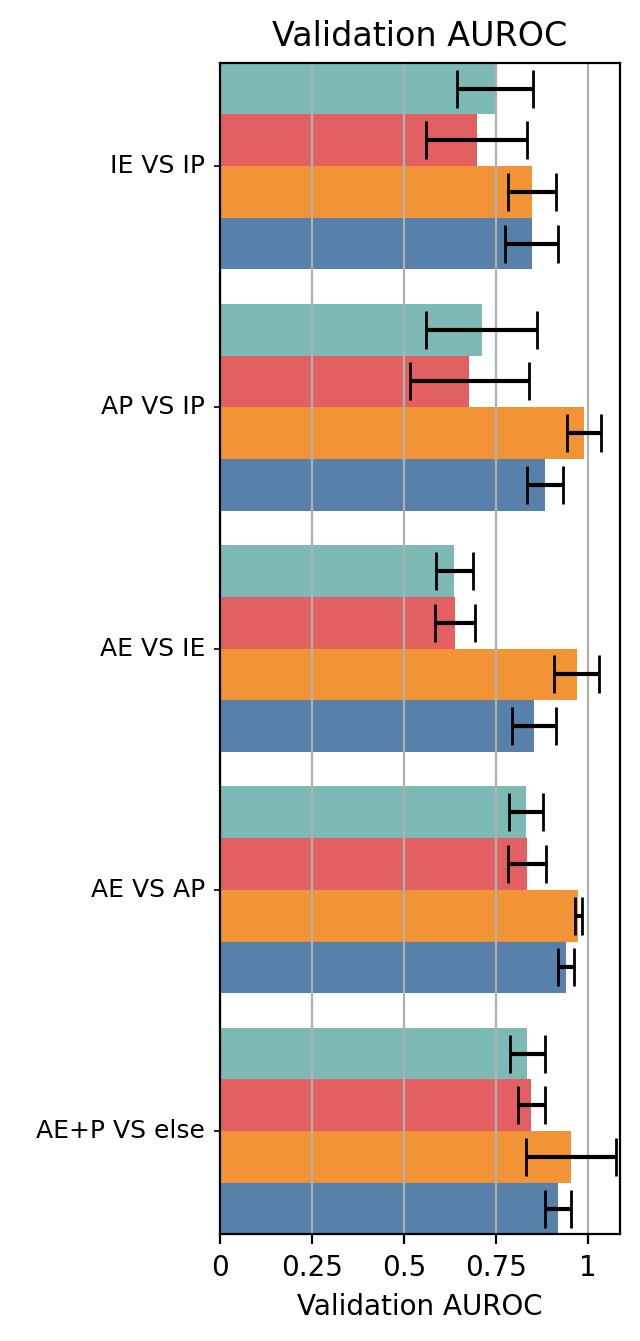 Validation AUROC
IE VS IP
AP VS IP
AE VS IE
AE VS AP
AE+P VS else
0 0.25 0.5 0.75 1
Validation AUROC